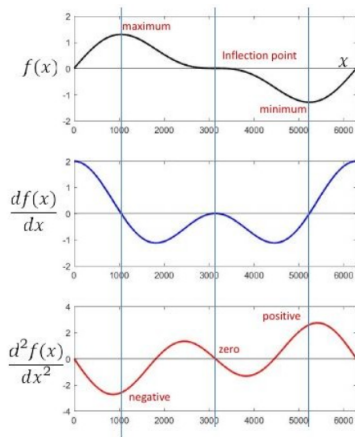 2
maximum
1
Inflection point
f(x)
0
x
-1
minimum
-2
0 1000 2000 3000 4000 5000 6000
2
1
df(x)
dx
0
-1
-2
0 1000 2000 3000 4000 5000 6000
4
positive
2
d²f(x)
dx²
zero
0
-2
negative
-4
0 1000 2000 3000 4000 5000 6000